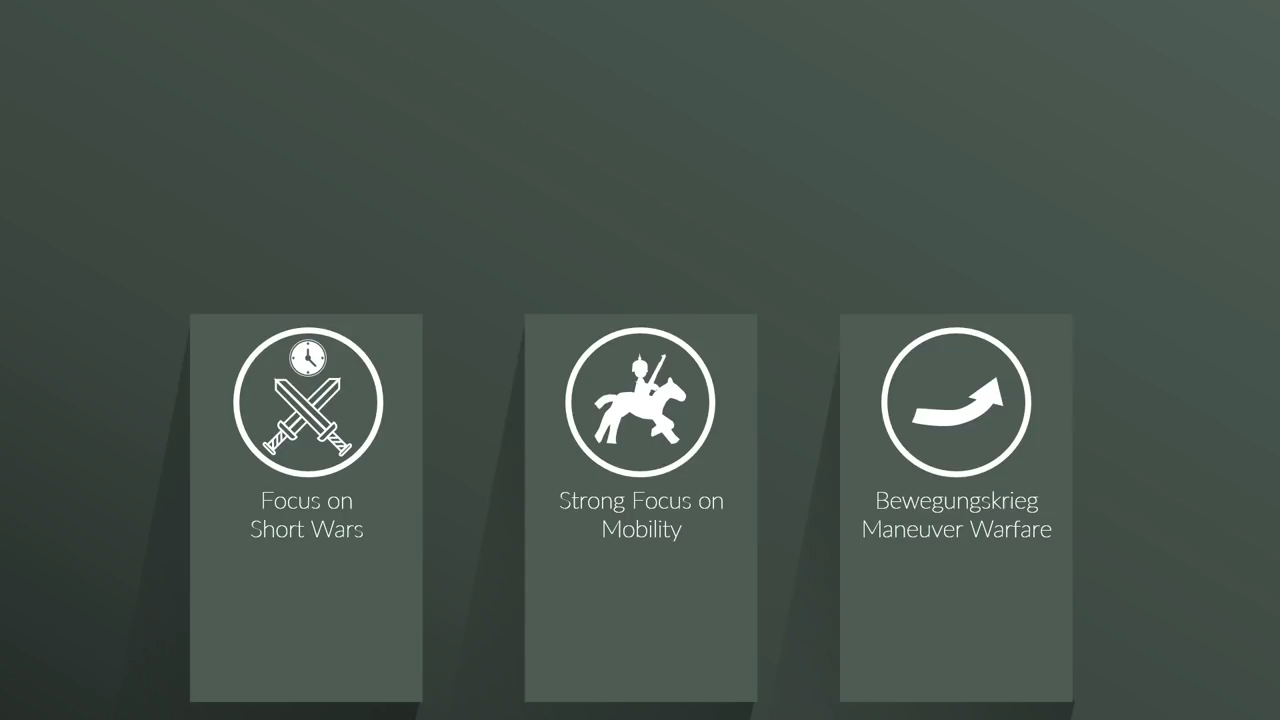 Focus on
Short Wars
Strong Focus on
Mobility
Bewegungskrieg
Maneuver Warfare